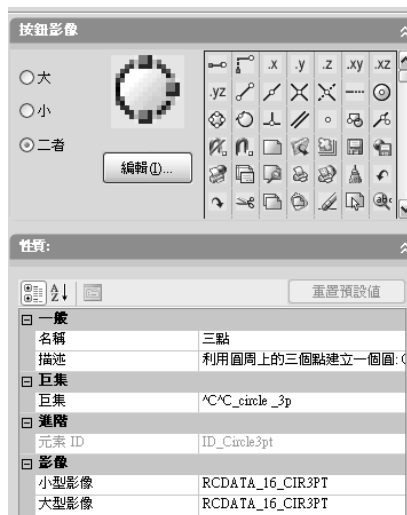 按鈕影像
大
小
二者
編輯(I)...
.X .y .Z .xy .xz
.yz
性質:
重置預設値
一般
名稱 三點
描述 利用圓周上的三個點建立一個圓: C
巨集
巨集 ^C^C_circle _3p
進階
元素 ID ID_Circle3pt
影像
小型影像 RCDATA_16_CIR3PT
大型影像 RCDATA_16_CIR3PT